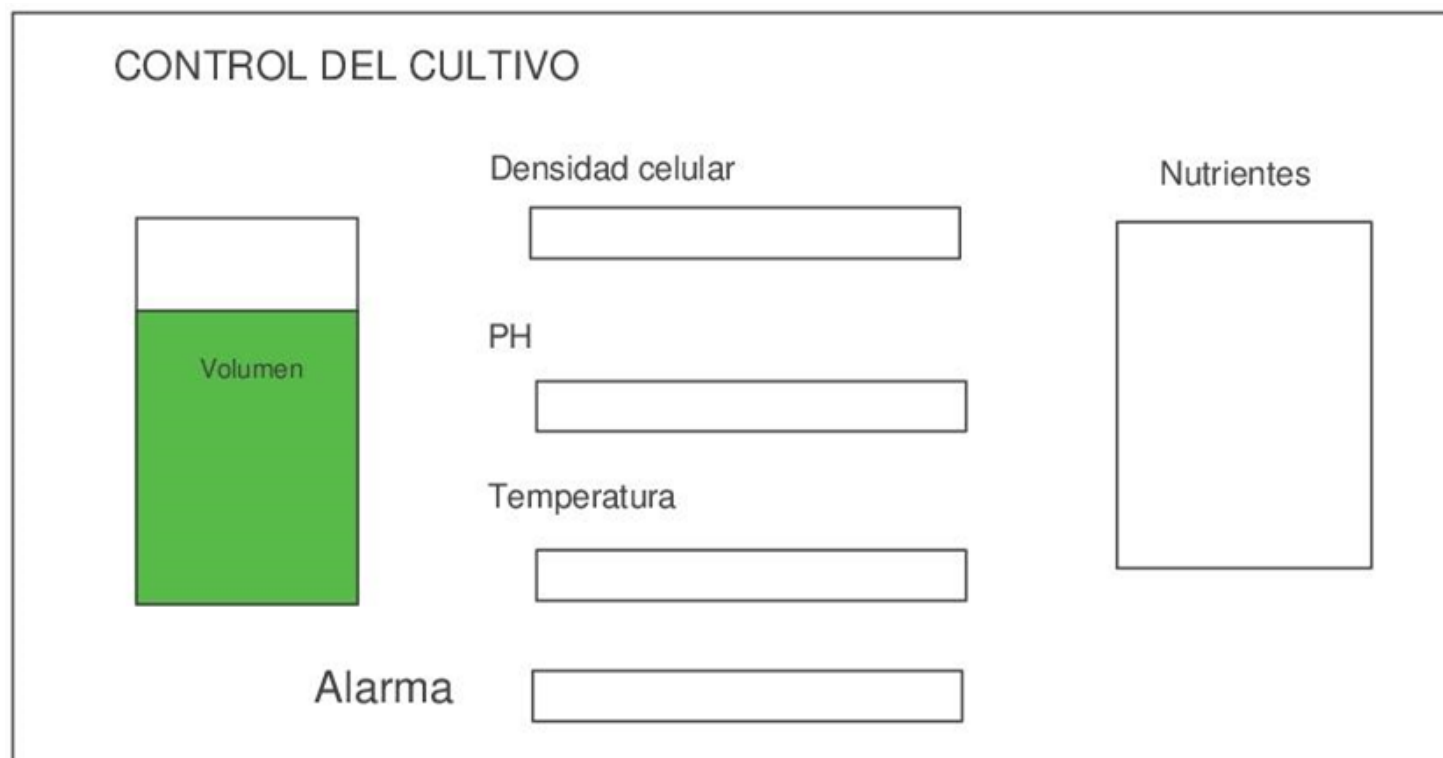 CONTROL DEL CULTIVO
Densidad celular
Nutrientes
PH
Volumen
Temperatura
Alarma